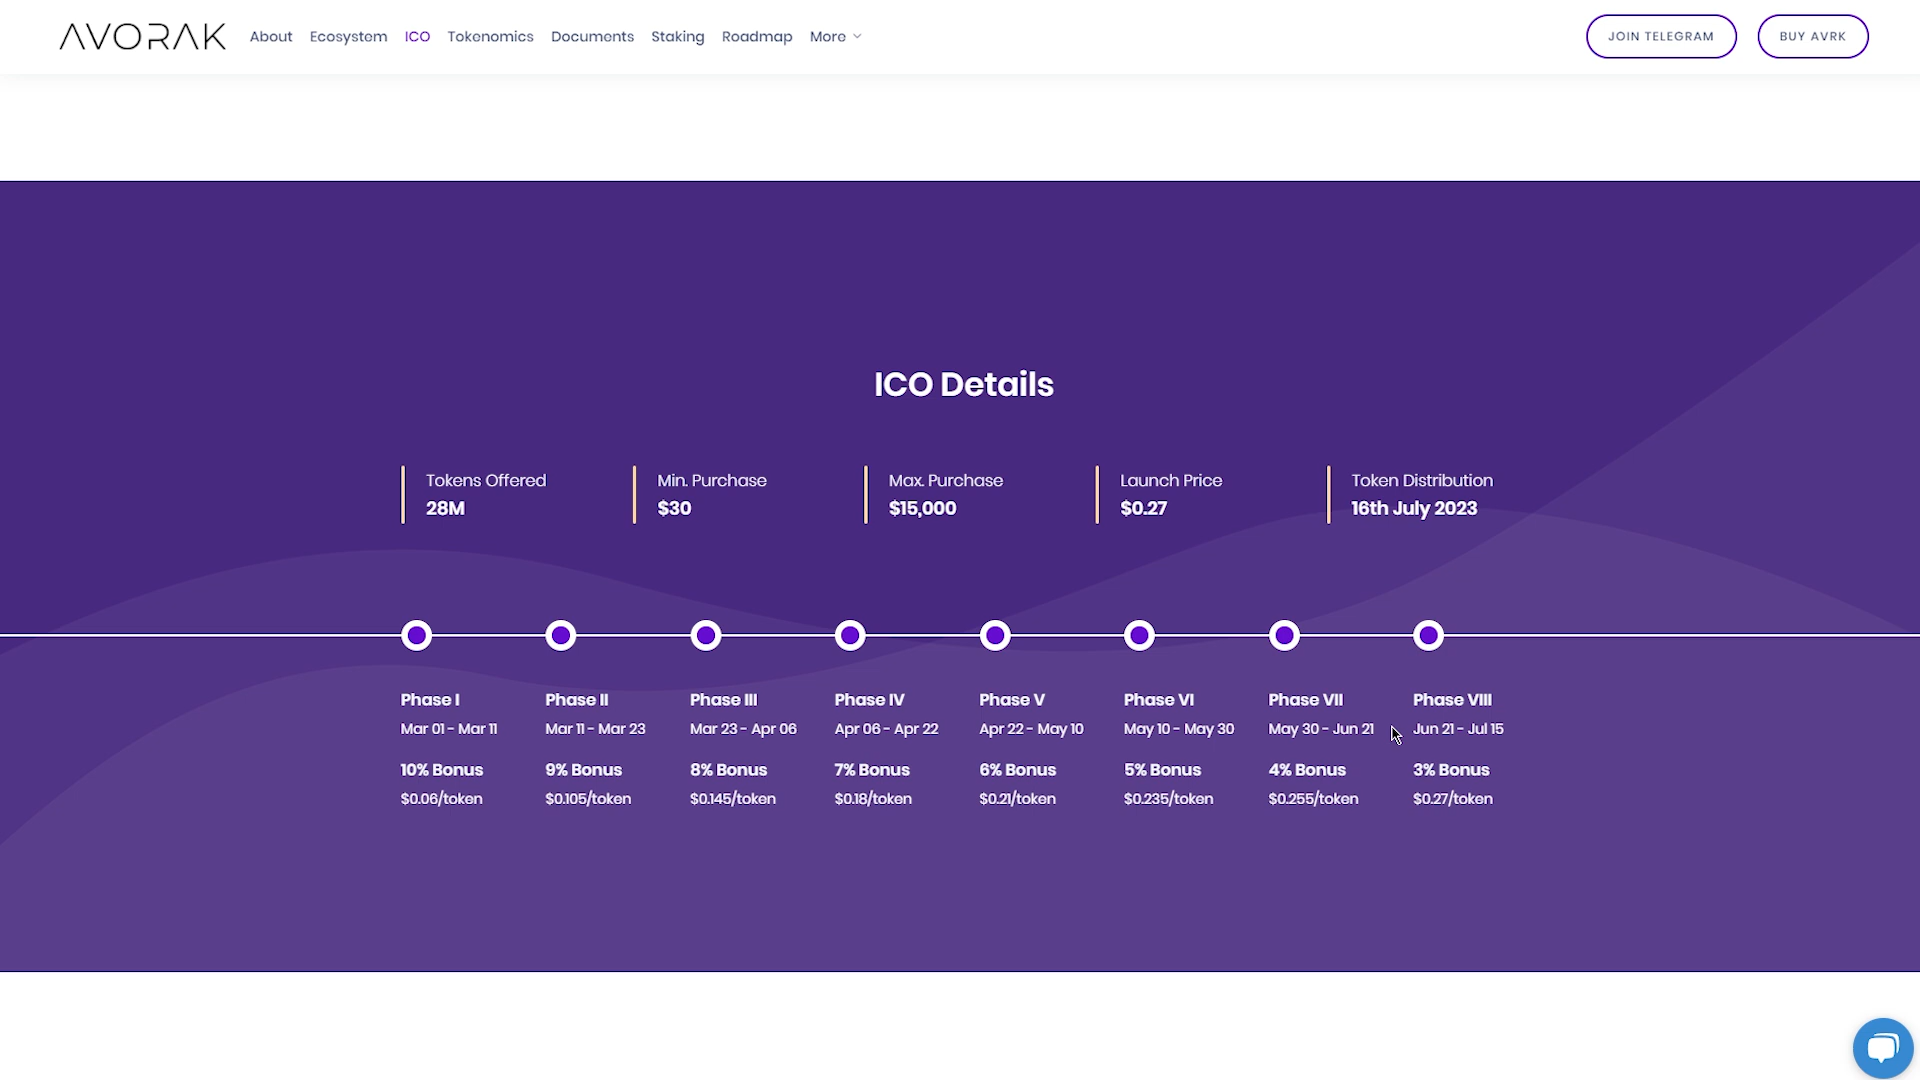 AVORAK About Ecosystem ICO Tokenomics Documents Staking Roadmap More JOIN TELEGRAM BUY AVRK
ICO Details
Tokens Offered Min. Purchase Max. Purchase Launch Price Token Distribution
28M $30 $15,000 $0.27 16th July 2023
Phase I Phase II Phase III Phase IV Phase V Phase VI Phase VII Phase VIII
Mar 01 - Mar 11 Mar 11 - Mar 23 Mar 23 - Apr 06 Apr 06 - Apr 22 Apr 22 - May 10 May 10 - May 30 May 30 - Jun 21 Jun 21 - Jul 15
10% Bonus 9% Bonus 8% Bonus 7% Bonus 6% Bonus 5% Bonus 4% Bonus 3% Bonus
$0.06/token $0.105/token $0.145/token $0.18/token $0.21/token $0.235/token $0.255/token $0.27/token